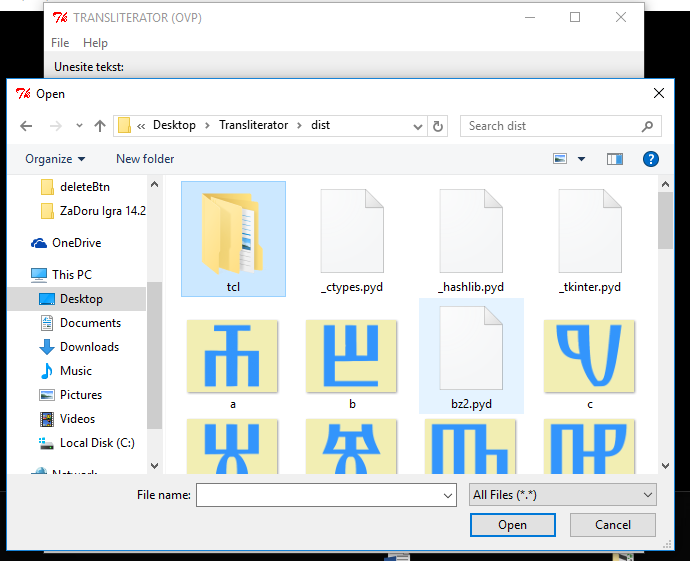 TRANSLITERATOR (OVP)
File Help
Unesite tekst:
Open
« Desktop > Transliterator > dist
Search dist
Organize New folder
deleteBtn
ZaDoru Igra 14.2
OneDrive
This PC
Desktop
Documents
Downloads
Music
Pictures
Videos
Local Disk (C:)
Network
tcl _ctypes.pyd _hashlib.pyd _tkinter.pyd
a b bz2.pyd c
File name:
All Files (*.*)
Open Cancel